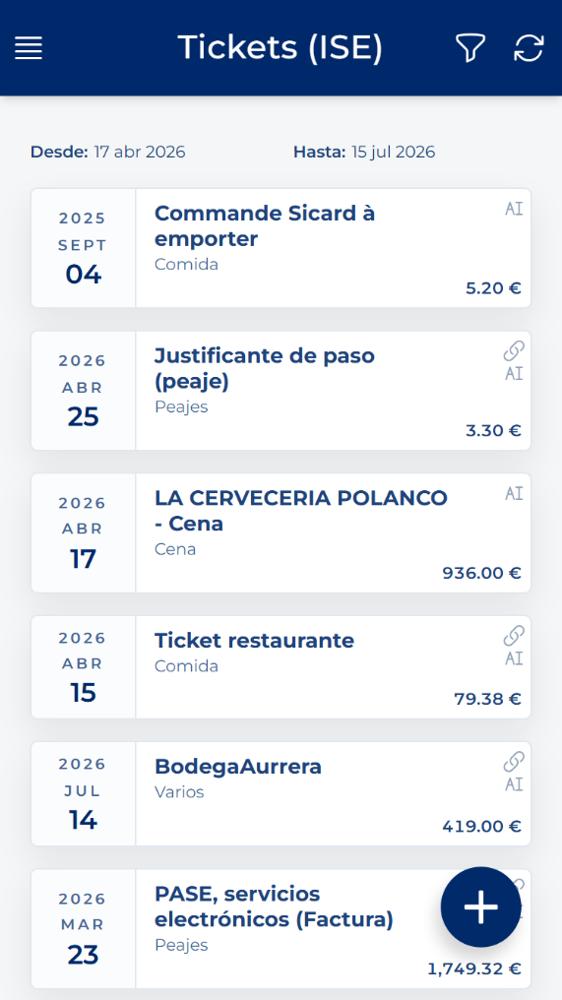 Tickets (ISE)
Desde: 17 abr 2026
Hasta: 15 jul 2026
2025
SEPT
04
Commande Sicard à
emporter
Comida
AI
5.20 €
2026
ABR
25
Justificante de paso
(peaje)
Peajes
AI
3.30 €
2026
ABR
17
LA CERVECERIA POLANCO
- Cena
Cena
AI
936.00 €
2026
ABR
15
Ticket restaurante
Comida
AI
79.38 €
2026
JUL
14
BodegaAurrera
Varios
AI
419.00 €
2026
MAR
23
PASE, servicios
electrónicos (Factura)
Peajes
1,749.32 €